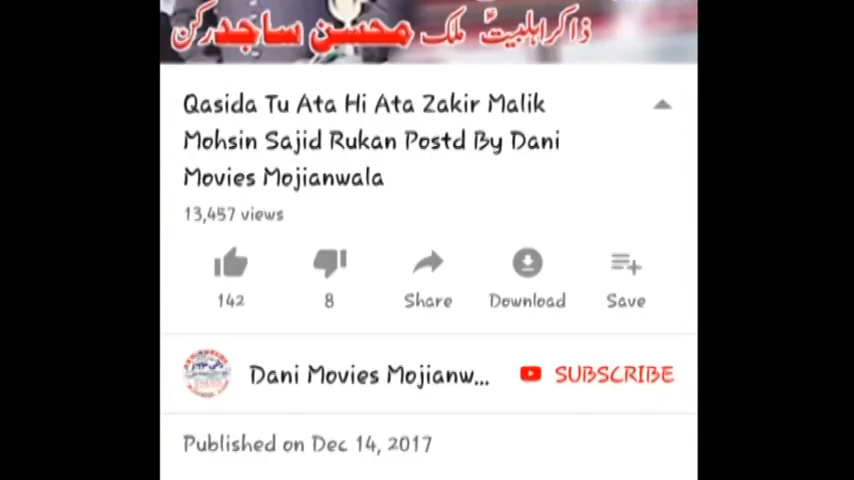 ذاکر اہلبیتؑ ملک محسن ساجد رکن
Qasida Tu Ata Hi Ata Zakir Malik
Mohsin Sajid Rukan Postd By Dani
Movies Mojianwala
13,457 views
142
8
Share
Download
Save
Dani Movies Mojianw...
SUBSCRIBE
Published on Dec 14, 2017